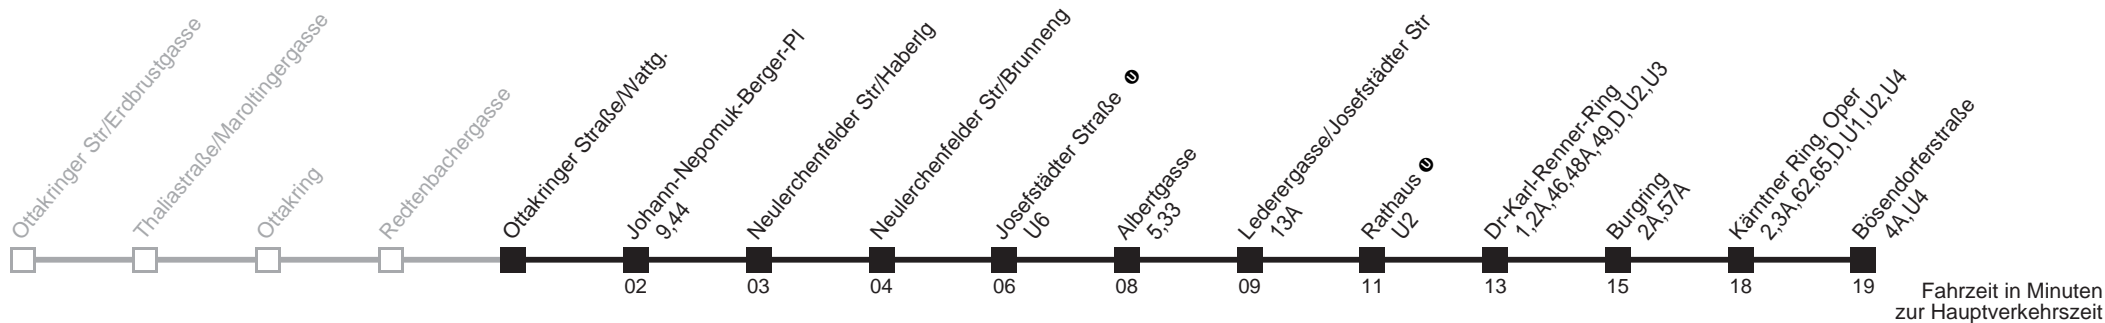 Ottakringer Str/Erdbrustgasse
Thaliastraße/Maroltingergasse
Ottakring
Redtenbachergasse
Ottakringer Straße/Wattg.
Johann-Nepomuk-Berger-Pl
9,44
Neulerchenfelder Str/Haberlg
Neulerchenfelder Str/Brunneng
Josefstädter Straße U
U6
Albertgasse
5,33
Lederergasse/Josefstädter Str
13A
Rathaus U
U2
Dr-Karl-Renner-Ring
1,2A,46,48A,49,D,U2,U3
Burgring
2A,57A
Kärntner Ring, Oper
2,3A,62,65,D,U1,U2,U4
Bösendorferstraße
4A,U4
02 03 04 06 08 09 11 13 15 18 19
Fahrzeit in Minuten
zur Hauptverkehrszeit